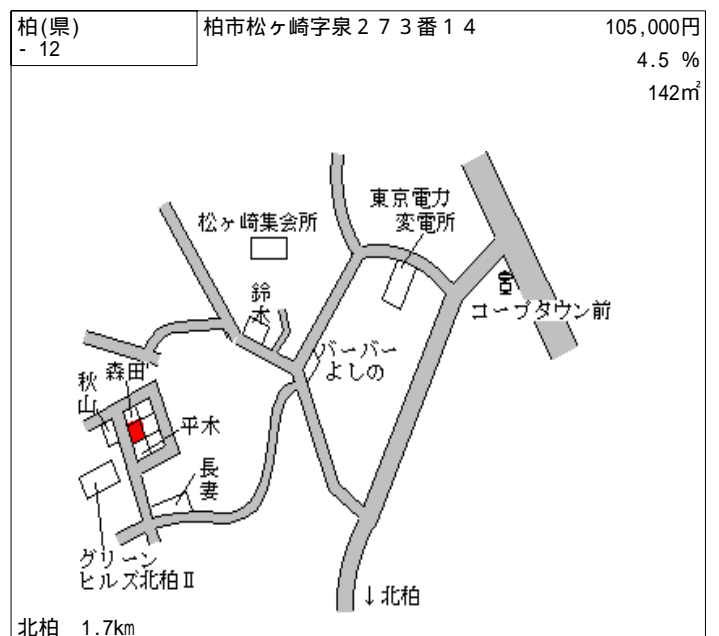 柏(県)
- 12
柏市松ヶ崎字泉２７３番１４
105,000円
4.5 %
142㎡
東京電力
変電所
松ヶ崎集会所
鈴
木
コープタウン前
バーバー
よしの
森田
秋
山
平木
長
妻
グリーン
ヒルズ北柏Ⅱ
↓北柏
北柏 1.7km